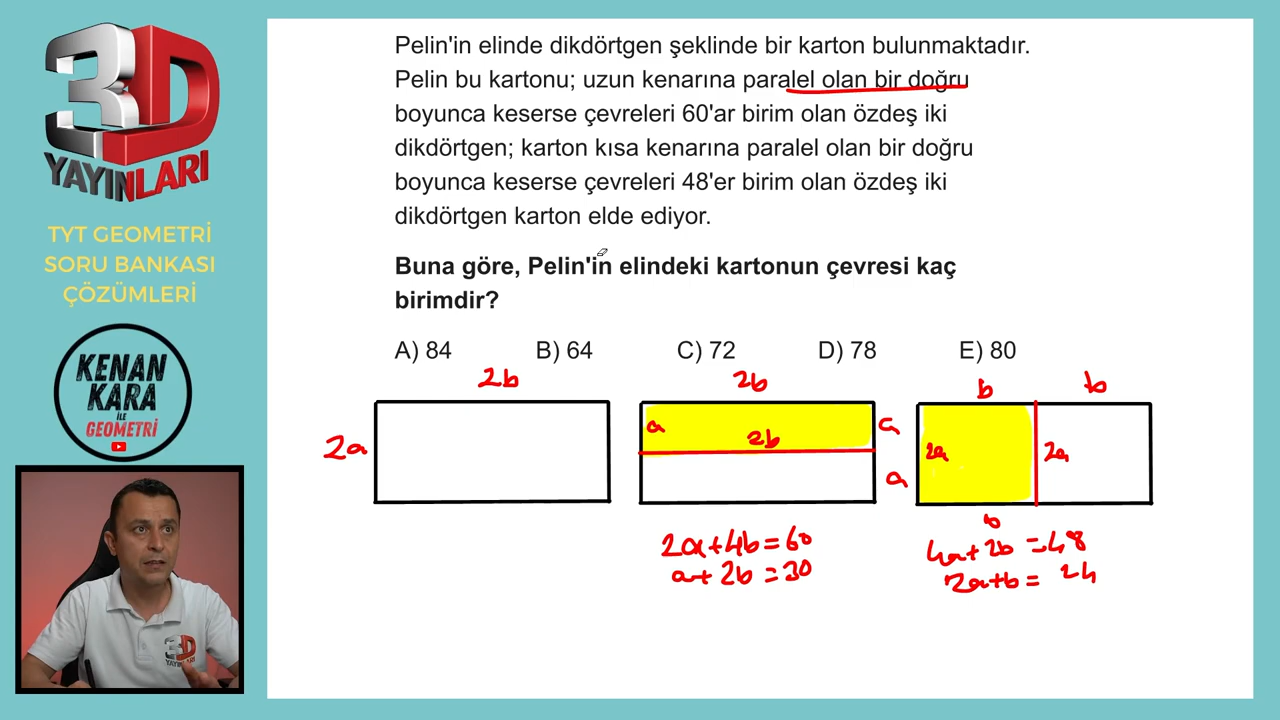 3D
YAYINLARI
TYT GEOMETRİ
SORU BANKASI
ÇÖZÜMLERİ
KENAN
KARA
İLE
GEOMETRİ
Pelin'in elinde dikdörtgen şeklinde bir karton bulunmaktadır.
Pelin bu kartonu; uzun kenarına paralel olan bir doğru
boyunca keserse çevreleri 60'ar birim olan özdeş iki
dikdörtgen; karton kısa kenarına paralel olan bir doğru
boyunca keserse çevreleri 48'er birim olan özdeş iki
dikdörtgen karton elde ediyor.
Buna göre, Pelin'in elindeki kartonun çevresi kaç
birimdir?
A) 84 B) 64 C) 72 D) 78 E) 80
2b 2b b b
2a a 2b a a 2a 2a
b
2a+4b=60
a+2b=30
4a+2b=48
2a+b=24
3D
YAYINLARI